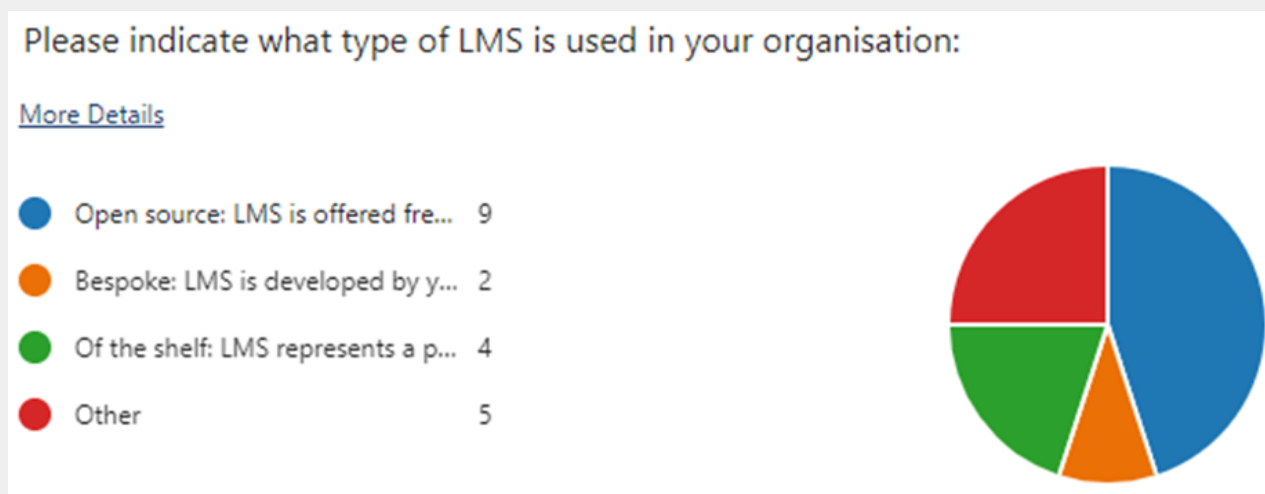 Please indicate what type of LMS is used in your organisation:
More Details
Open source: LMS is offered fre... 9
Bespoke: LMS is developed by y... 2
Of the shelf: LMS represents a p... 4
Other 5